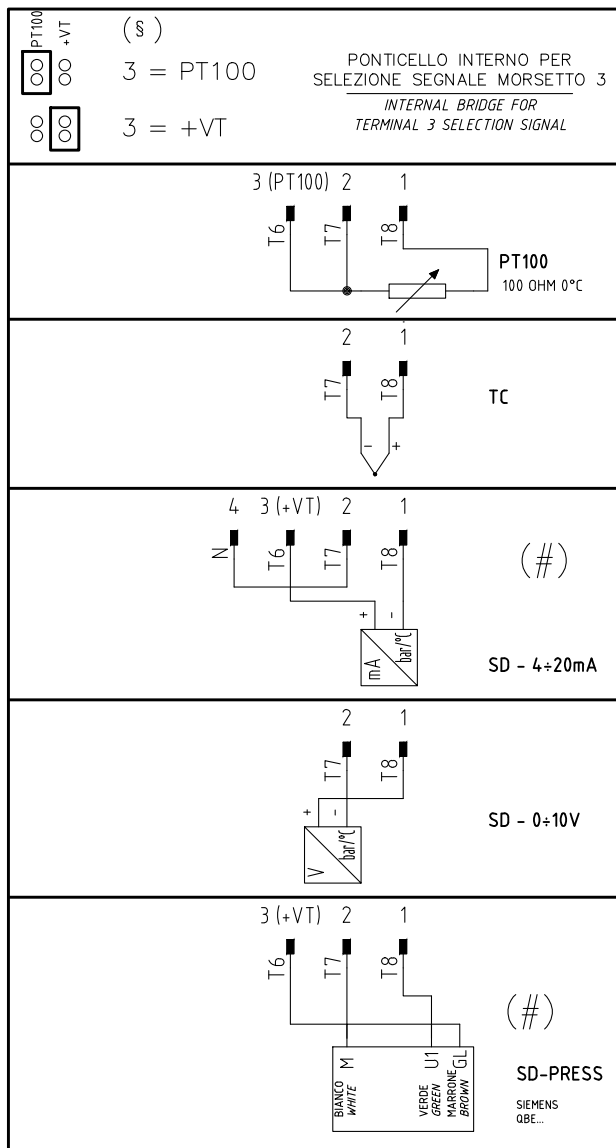 PT100
+VT
(§)
3 = PT100
3 = +VT
PONTICELLO INTERNO PER
SELEZIONE SEGNALE MORSETTO 3
INTERNAL BRIDGE FOR
TERMINAL 3 SELECTION SIGNAL
3 (PT100) 2 1
T6 T7 T8
PT100
100 OHM 0°C
2 1
T7 T8
- +
TC
4 3 (+VT) 2 1
N T6 T7 T8
(#)
+ -
mA bar/°C
SD - 4÷20mA
2 1
T7 T8
+ -
V bar/°C
SD - 0÷10V
3 (+VT) 2 1
T6 T7 T8
(#)
M U1 GL
BIANCO
WHITE
VERDE
GREEN
MARRONE
BROWN
SD-PRESS
SIEMENS
QBE...